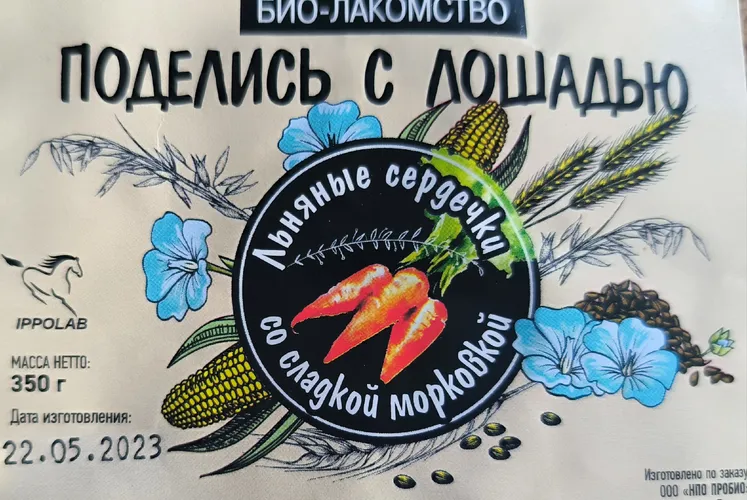 БИО-ЛАКОМСТВО
ПОДЕЛИСЬ С ЛОШАДЬЮ
Льняные сердечки
со сладкой морковкой
IPPOLAB
МАССА НЕТТО:
350 г
Дата изготовления:
22.05.2023
Изготовлено по заказу
ООО «НПО ПРОБИО-